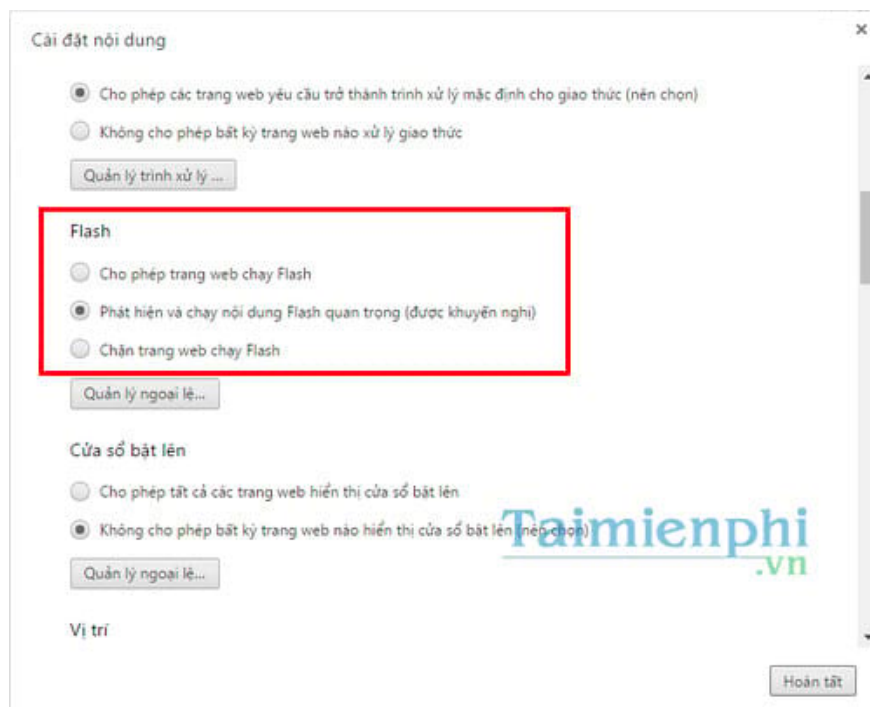 Cài đặt nội dung
Cho phép các trang web yêu cầu trở thành trình xử lý mặc định cho giao thức (nên chọn)
Không cho phép bất kỳ trang web nào xử lý giao thức
Quản lý trình xử lý ...
Flash
Cho phép trang web chạy Flash
Phát hiện và chạy nội dung Flash quan trọng (được khuyến nghị)
Chặn trang web chạy Flash
Quản lý ngoại lệ...
Cửa sổ bật lên
Cho phép tất cả các trang web hiển thị cửa sổ bật lên
Không cho phép bất kỳ trang web nào hiển thị cửa sổ bật lên (nên chọn)
Taimienphi
.vn
Quản lý ngoại lệ...
Vị trí
Hoàn tất